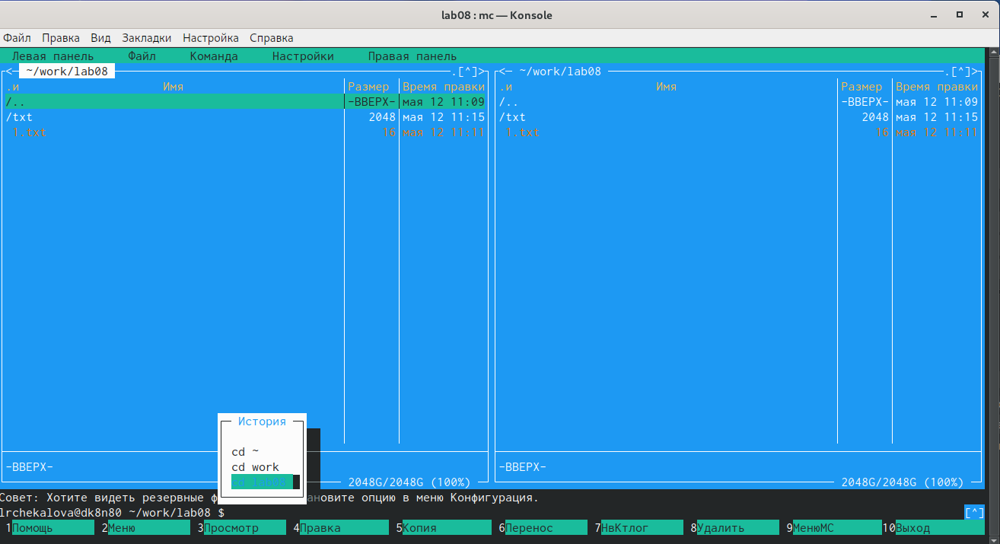 lab08 : mc — Konsole
Файл Правка Вид Закладки Настройка Справка
Левая панель Файл Команда Настройки Правая панель
<─ ~/work/lab08 .[^]> <─ ~/work/lab08 .[^]>
.и Имя Размер Время правки .и Имя Размер Время правки
/.. -ВВЕРХ- мая 12 11:09 /.. -ВВЕРХ- мая 12 11:09
/txt 2048 мая 12 11:15 /txt 2048 мая 12 11:15
1.txt 16 мая 12 11:11 1.txt 16 мая 12 11:11
История
cd ~
cd work
cd lab08
-ВВЕРХ- -ВВЕРХ-
2048G/2048G (100%) 2048G/2048G (100%)
Совет: Хотите видеть резервные ф ановите опцию в меню Конфигурация.
lrchekalova@dk8n80 ~/work/lab08 $ [^]
1Помощь 2Меню 3Просмотр 4Правка 5Копия 6Перенос 7НвКтлог 8Удалить 9МенюМС 10Выход